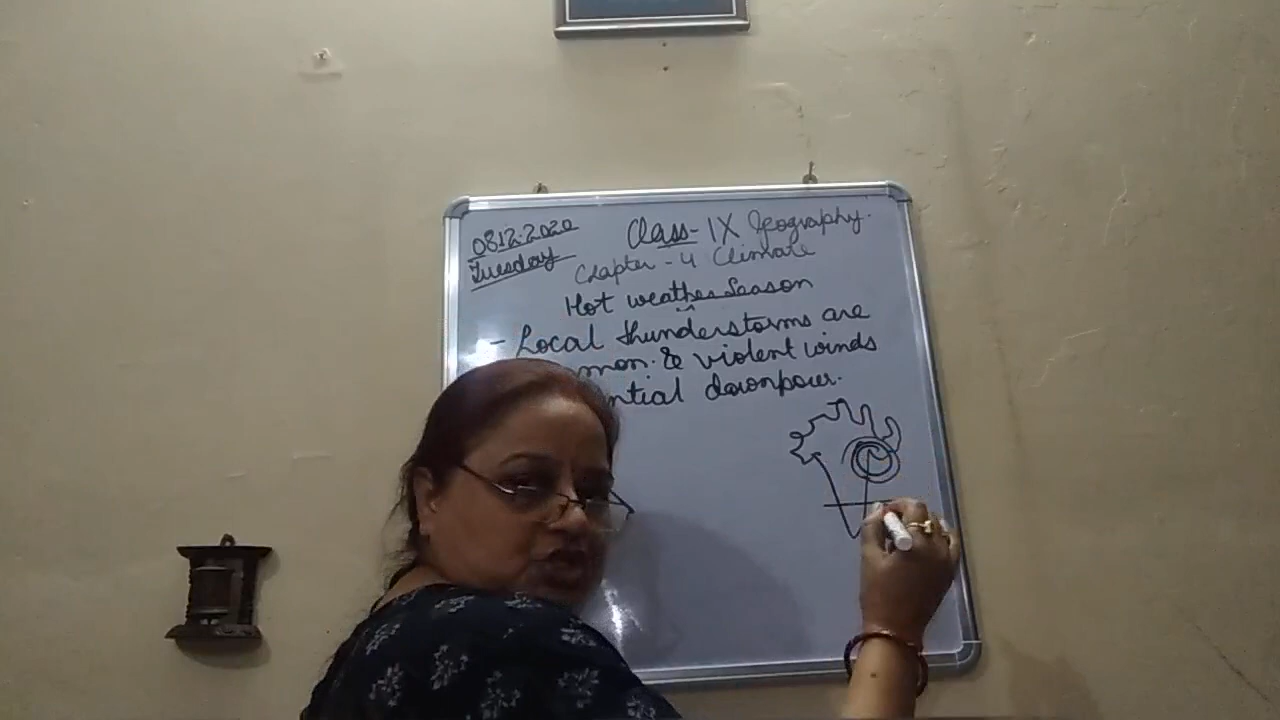 08.12.2020
Tuesday
Class- IX Geography.
Chapter - 4 Climate
Hot weather Season
- Local thunderstorms are
mon. & violent winds
ntial downpour.